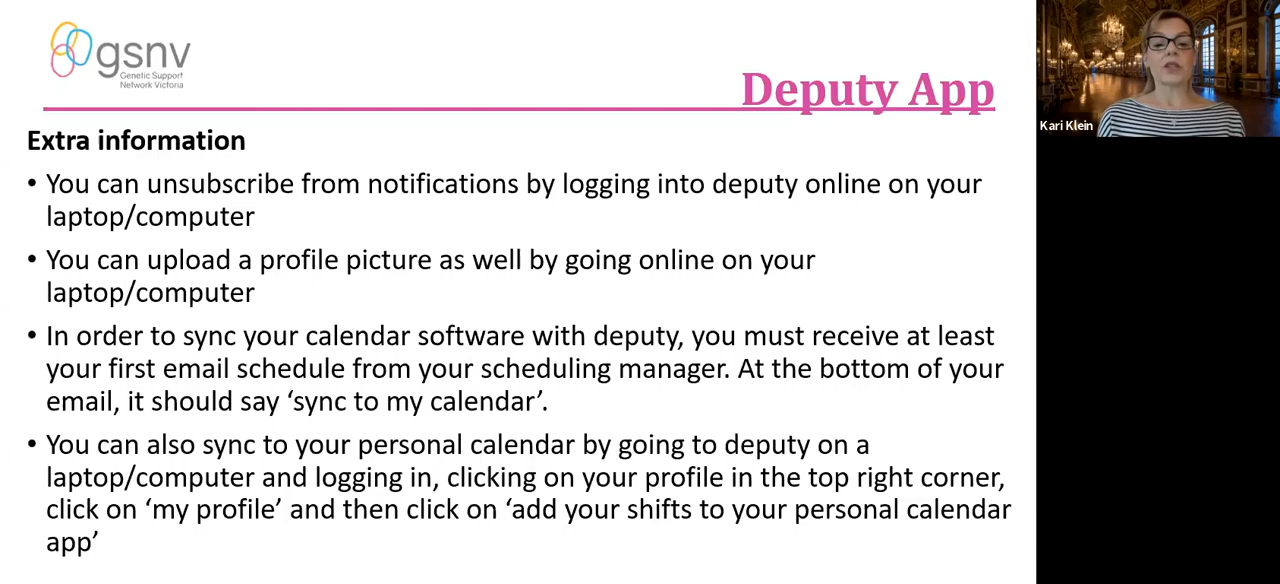 gsnv
Genetic Support
Network Victoria
Deputy App
Kari Klein
Extra information
• You can unsubscribe from notifications by logging into deputy online on your
laptop/computer
• You can upload a profile picture as well by going online on your
laptop/computer
• In order to sync your calendar software with deputy, you must receive at least
your first email schedule from your scheduling manager. At the bottom of your
email, it should say ‘sync to my calendar’.
• You can also sync to your personal calendar by going to deputy on a
laptop/computer and logging in, clicking on your profile in the top right corner,
click on ‘my profile’ and then click on ‘add your shifts to your personal calendar
app’